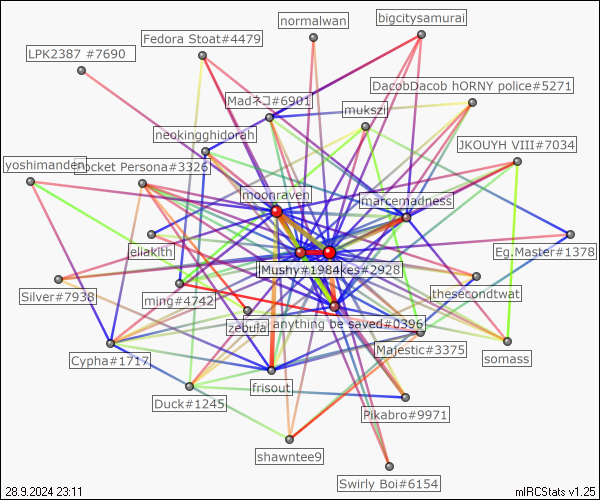 normalwan
bigcitysamurai
Fedora Stoat#4479
LPK2387 #7690
DacobDacob hORNY police#5271
Madネコ#6901
mukszi
neokingghidorah
JKOUYH VIII#7034
yoshimanden
ocket Persona#3326
moonraven
marcemadness
eliakith
Eg.Master#1378
Mushy#1984
kes#2928
thesecondtwat
Silver#7938
ming#4742
zebula
anything be saved#0396
Majestic#3375
somass
Cypha#1717
frisout
Duck#1245
Pikabro#9971
shawntee9
Swirly Boi#6154
28.9.2024 23:11
mIRCStats v1.25